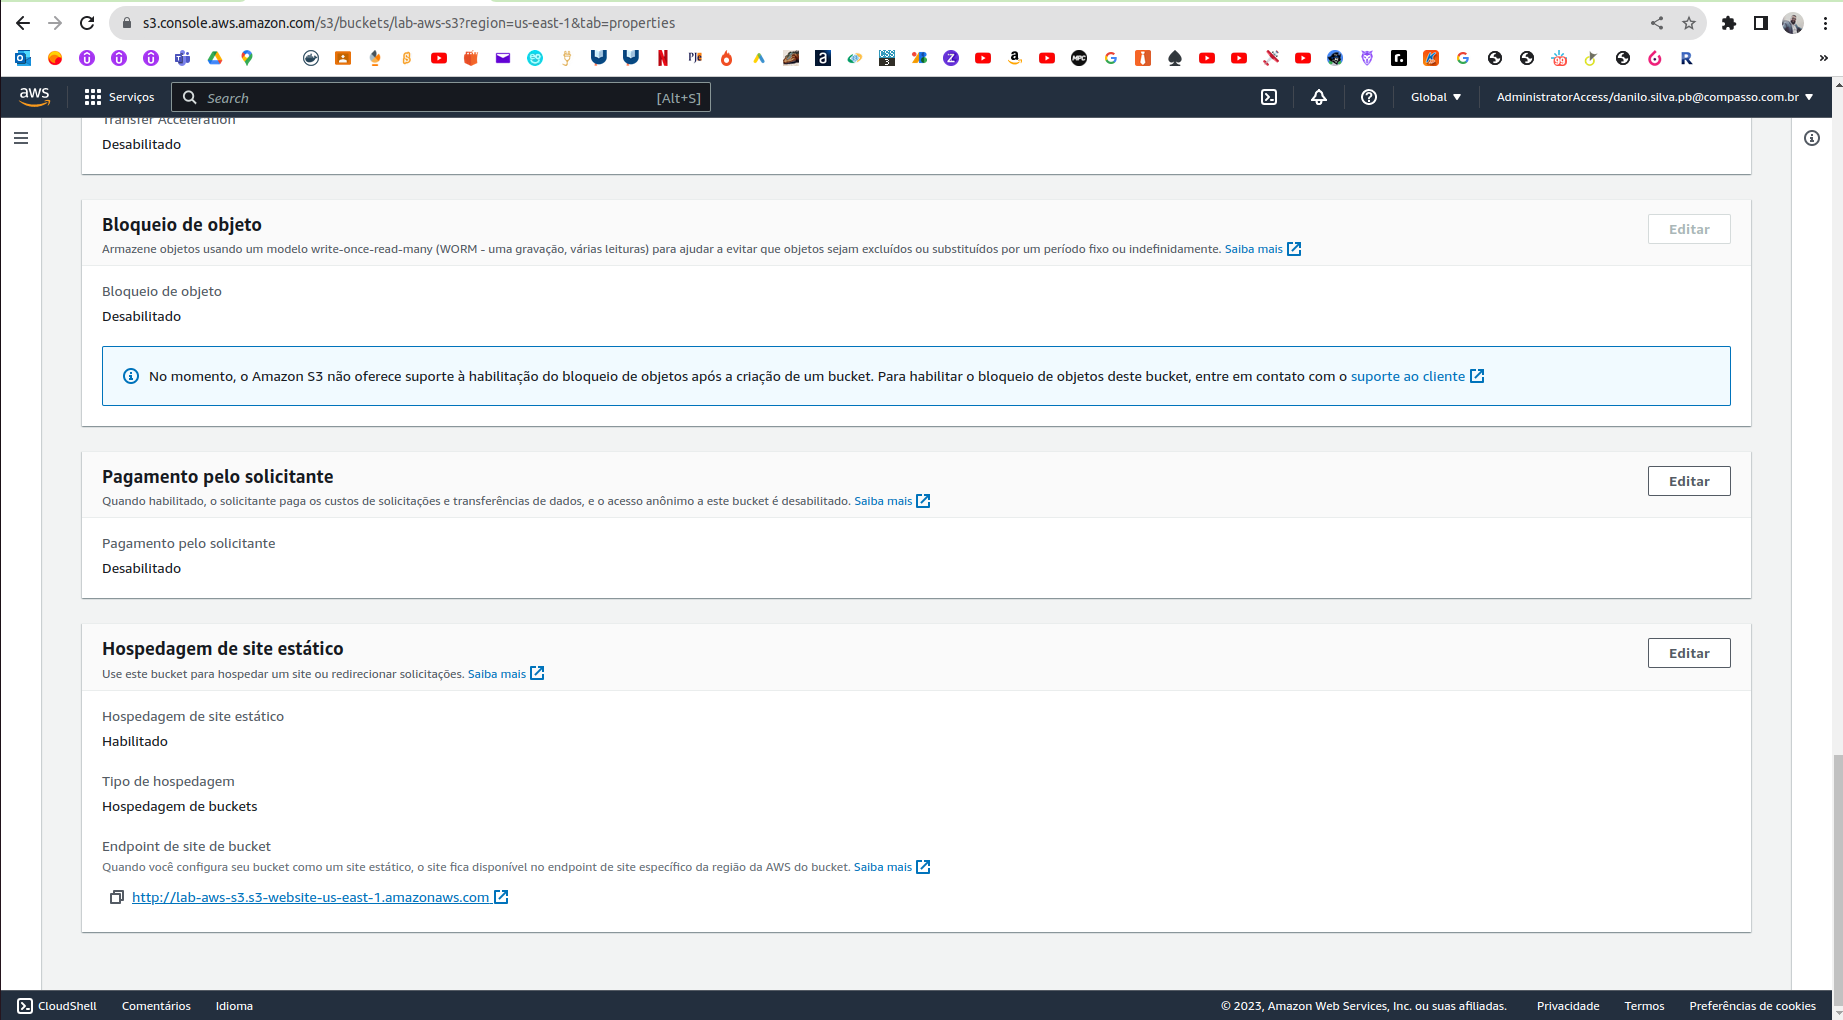 s3.console.aws.amazon.com/s3/buckets/lab-aws-s3?region=us-east-1&tab=properties
aws
Serviços
Search
[Alt+S]
Global
AdministratorAccess/danilo.silva.pb@compasso.com.br
Transfer Acceleration
Desabilitado
Bloqueio de objeto
Editar
Armazene objetos usando um modelo write-once-read-many (WORM - uma gravação, várias leituras) para ajudar a evitar que objetos sejam excluídos ou substituídos por um período fixo ou indefinidamente. Saiba mais
Bloqueio de objeto
Desabilitado
No momento, o Amazon S3 não oferece suporte à habilitação do bloqueio de objetos após a criação de um bucket. Para habilitar o bloqueio de objetos deste bucket, entre em contato com o suporte ao cliente
Pagamento pelo solicitante
Editar
Quando habilitado, o solicitante paga os custos de solicitações e transferências de dados, e o acesso anônimo a este bucket é desabilitado. Saiba mais
Pagamento pelo solicitante
Desabilitado
Hospedagem de site estático
Editar
Use este bucket para hospedar um site ou redirecionar solicitações. Saiba mais
Hospedagem de site estático
Habilitado
Tipo de hospedagem
Hospedagem de buckets
Endpoint de site de bucket
Quando você configura seu bucket como um site estático, o site fica disponível no endpoint de site específico da região da AWS do bucket. Saiba mais
http://lab-aws-s3.s3-website-us-east-1.amazonaws.com
CloudShell
Comentários
Idioma
© 2023, Amazon Web Services, Inc. ou suas afiliadas.
Privacidade
Termos
Preferências de cookies